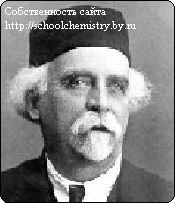 Собственность сайта
http://schoolchemistry.by.ru